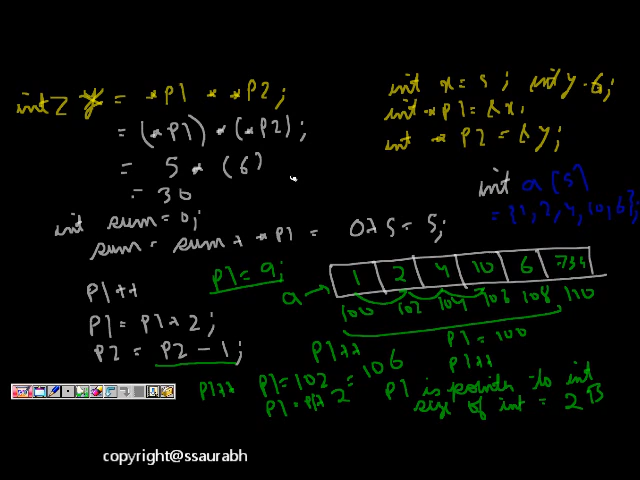 int x = 5; int y = 6;
int *P1 = &x;
int * P2 = &y;
int Z = *P1 * *P2;
= (*P1) * (*P2);
= 5 * (6)
= 30
int sum = 0;
sum = sum + *P1 = 0+5 = 5;
int a[5]
= {1, 2, 4, 10, 6};
P1 = a;
a → 1 2 4 10 6 734
100 102 104 106 108 110
P1++
P1 = P1+2;
P2 = P2 - 1;
P1++
P1 = 100
P1++
P1++ P1=102
P1 = P1+2 = 106
P1 is pointer to int
size of int = 2B
copyright@ssaurabh